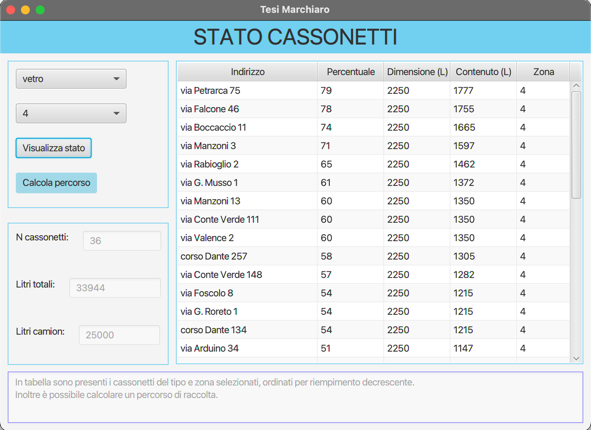 Tesi Marchiaro
STATO CASSONETTI
vetro
4
Visualizza stato
Calcola percorso
N cassonetti: 36
Litri totali: 33944
Litri camion: 25000
Indirizzo Percentuale Dimensione (L) Contenuto (L) Zona
via Petrarca 75 79 2250 1777 4
via Falcone 46 78 2250 1755 4
via Boccaccio 11 74 2250 1665 4
via Manzoni 3 71 2250 1597 4
via Rabioglio 2 65 2250 1462 4
via G. Musso 1 61 2250 1372 4
via Manzoni 13 60 2250 1350 4
via Conte Verde 111 60 2250 1350 4
via Valence 2 60 2250 1350 4
corso Dante 257 58 2250 1305 4
via Conte Verde 148 57 2250 1282 4
via Foscolo 8 54 2250 1215 4
via G. Roreto 1 54 2250 1215 4
corso Dante 134 54 2250 1215 4
via Arduino 34 51 2250 1147 4
In tabella sono presenti i cassonetti del tipo e zona selezionati, ordinati per riempimento decrescente.
Inoltre è possibile calcolare un percorso di raccolta.